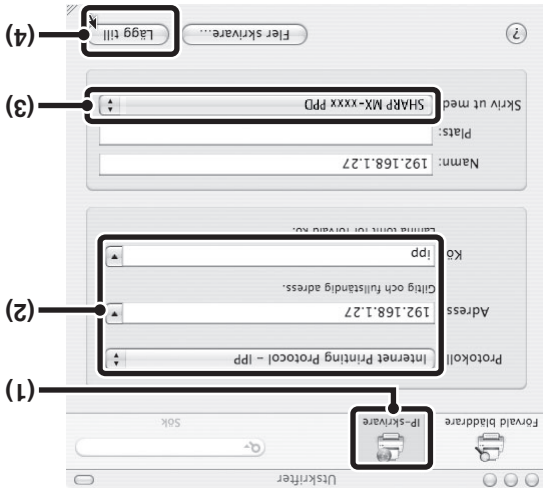 Utskrifter
Förvald bläddrare
IP-skrivare
Sök
(1)
Protokoll
Internet Printing Protocol – IPP
Adress
192.168.1.27
Giltig och fullständig adress.
(2)
Kö
ipp
Lämna tomt för förvald kö.
Namn:
192.168.1.27
Plats:
Skriv ut med
SHARP MX-xxxx PPD
(3)
?
Fler skrivare...
Lägg till
(4)